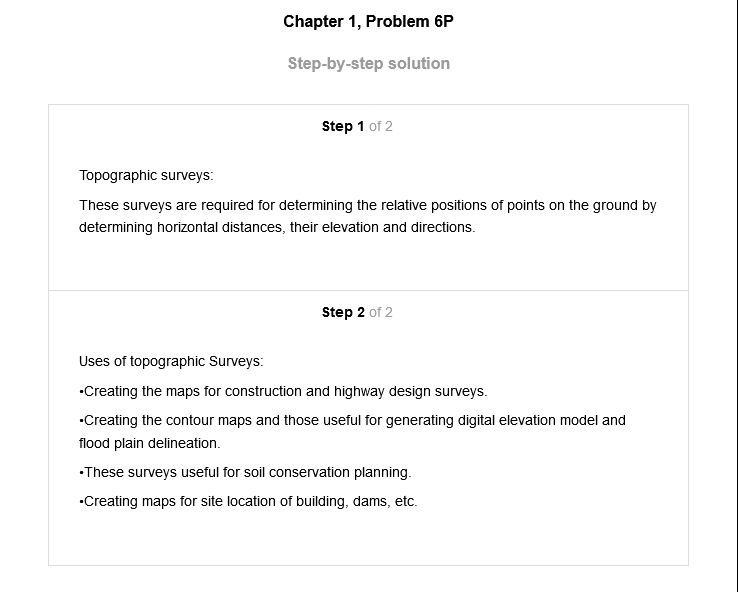 Chapter 1, Problem 6P
Step-by-step solution
Step 1 of 2
Topographic surveys:
These surveys are required for determining the relative positions of points on the ground by
determining horizontal distances, their elevation and directions.
Step 2 of 2
Uses of topographic Surveys:
•Creating the maps for construction and highway design surveys.
•Creating the contour maps and those useful for generating digital elevation model and
flood plain delineation.
•These surveys useful for soil conservation planning.
•Creating maps for site location of building, dams, etc.